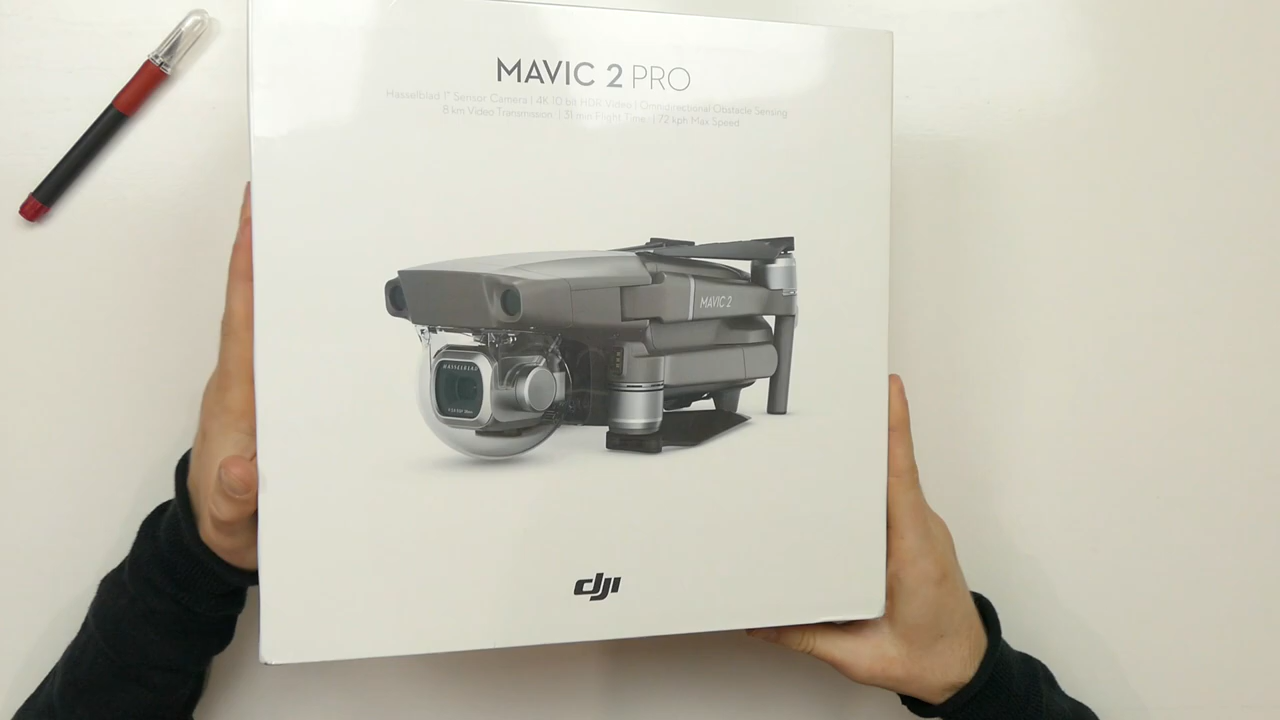 MAVIC 2 PRO
Hasselblad 1" Sensor Camera | 4K 10 bit HDR Video | Omnidirectional Obstacle Sensing
8 km Video Transmission | 31 min Flight Time | 72 kph Max Speed
MAVIC 2
HASSELBLAD
dji